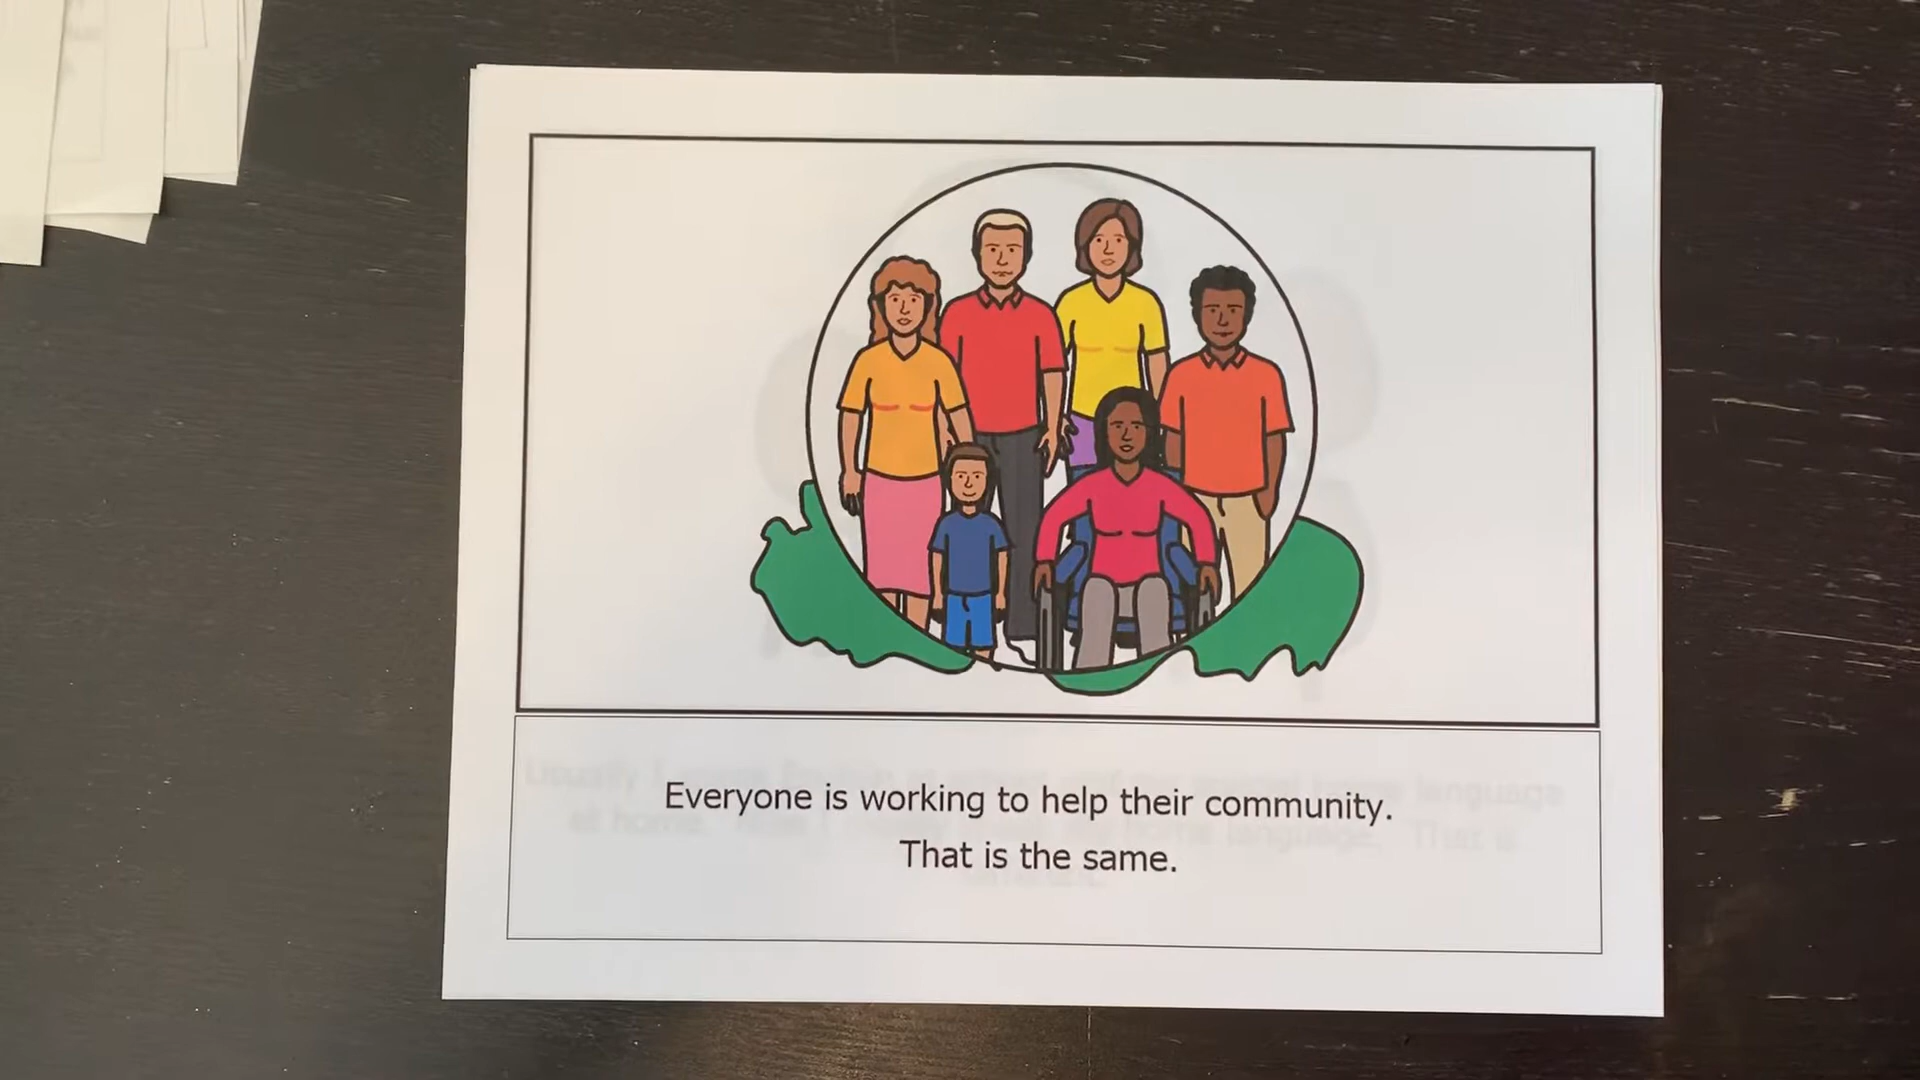 Everyone is working to help their community.
That is the same.